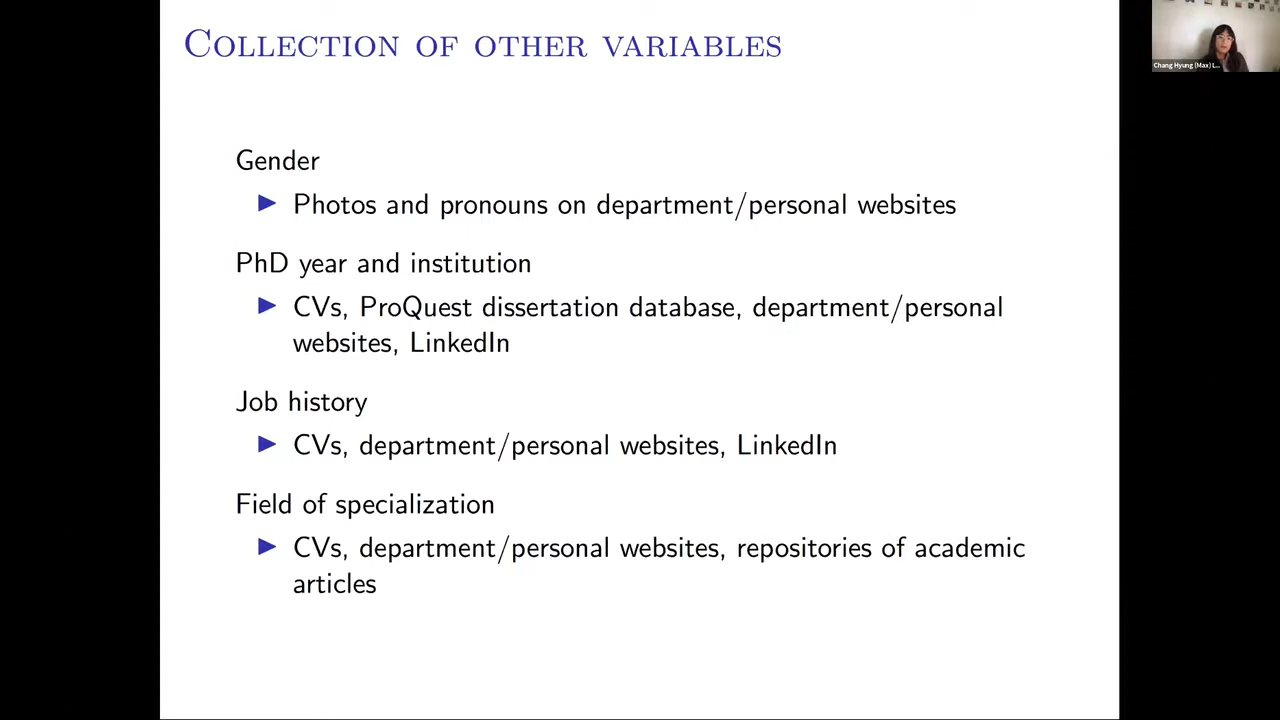 Collection of other variables
Chang Hyung (Max) L...
Gender
Photos and pronouns on department/personal websites
PhD year and institution
CVs, ProQuest dissertation database, department/personal
websites, LinkedIn
Job history
CVs, department/personal websites, LinkedIn
Field of specialization
CVs, department/personal websites, repositories of academic
articles